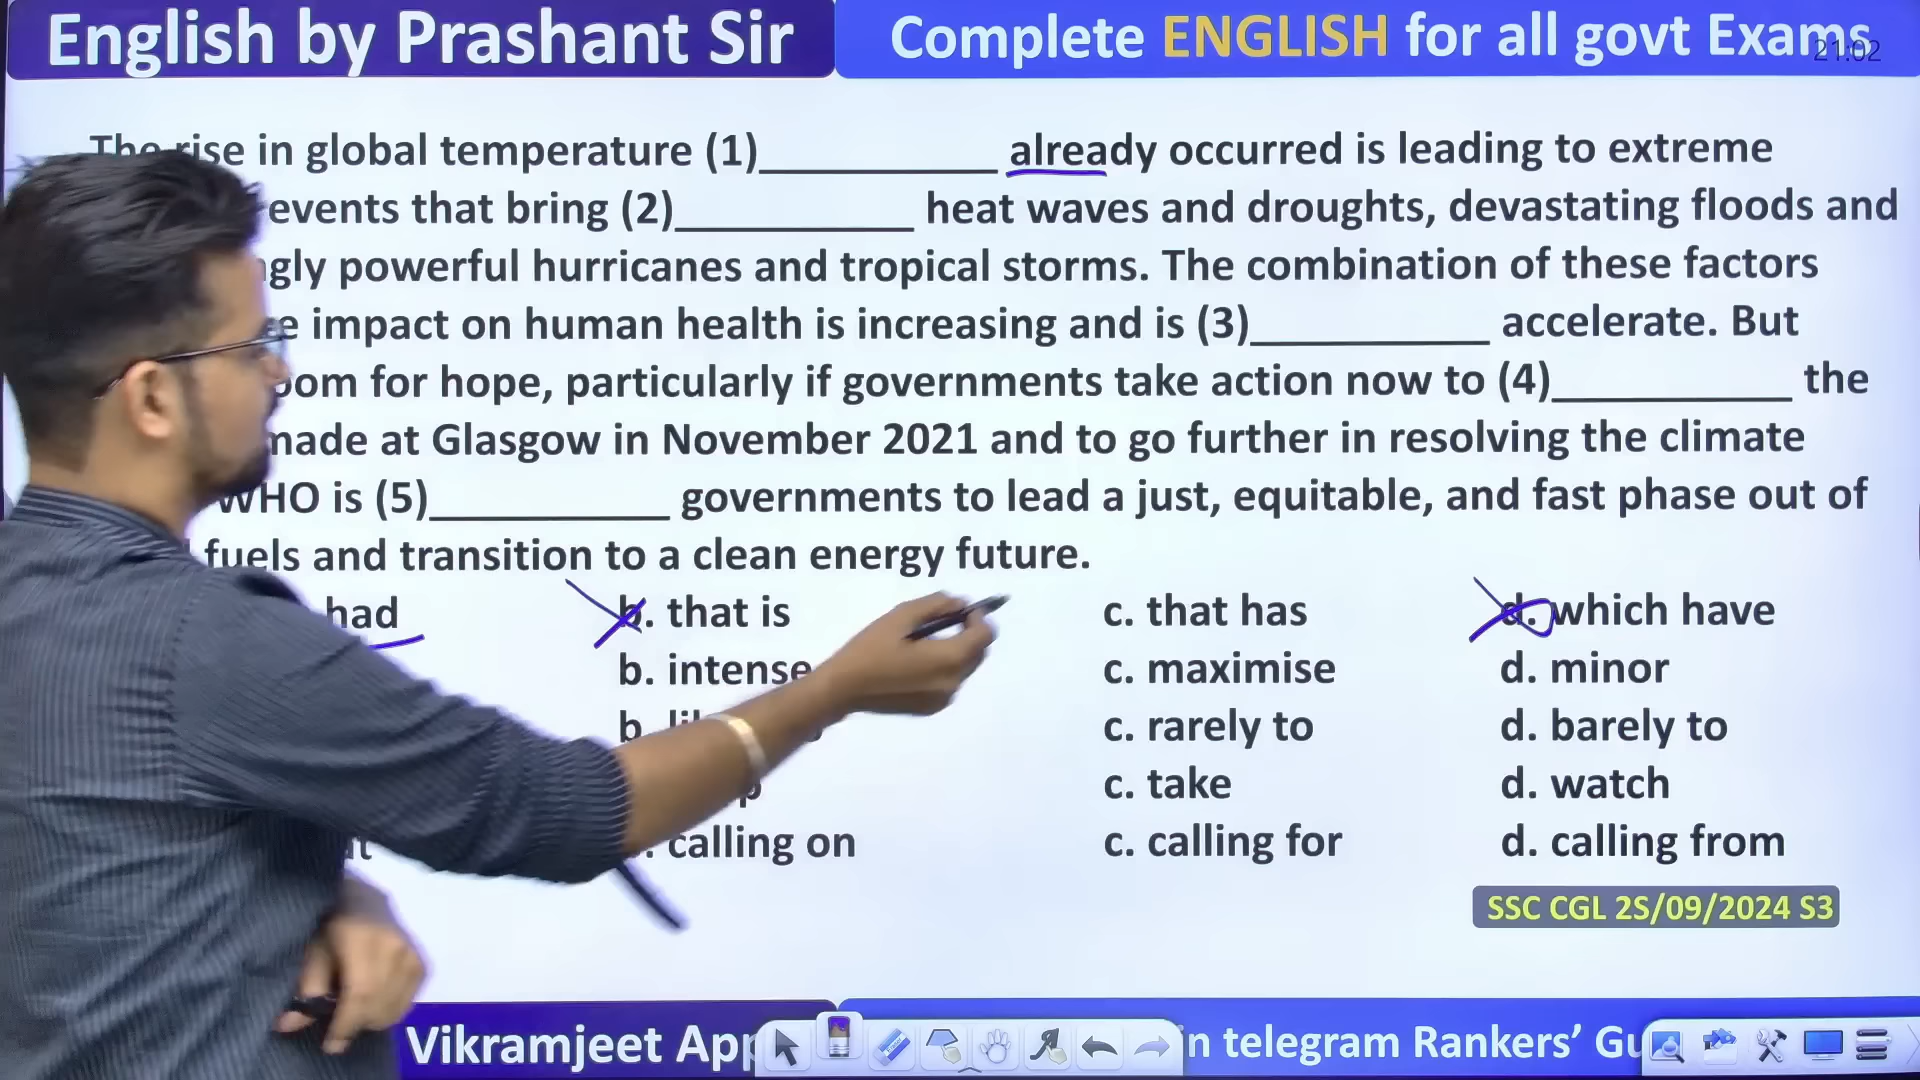 English by Prashant Sir
Complete ENGLISH for all govt Exams
21:02
The rise in global temperature (1)__________ already occurred is leading to extreme
events that bring (2)__________ heat waves and droughts, devastating floods and
powerful hurricanes and tropical storms. The combination of these factors
impact on human health is increasing and is (3)__________ accelerate. But
for hope, particularly if governments take action now to (4)__________ the
made at Glasgow in November 2021 and to go further in resolving the climate
WHO is (5)__________ governments to lead a just, equitable, and fast phase out of
fuels and transition to a clean energy future.
had b. that is c. that has d. which have
b. intense c. maximise d. minor
b. c. rarely to d. barely to
c. take d. watch
calling on c. calling for d. calling from
SSC CGL 2S/09/2024 S3
Vikramjeet App
in telegram Rankers’ Gu